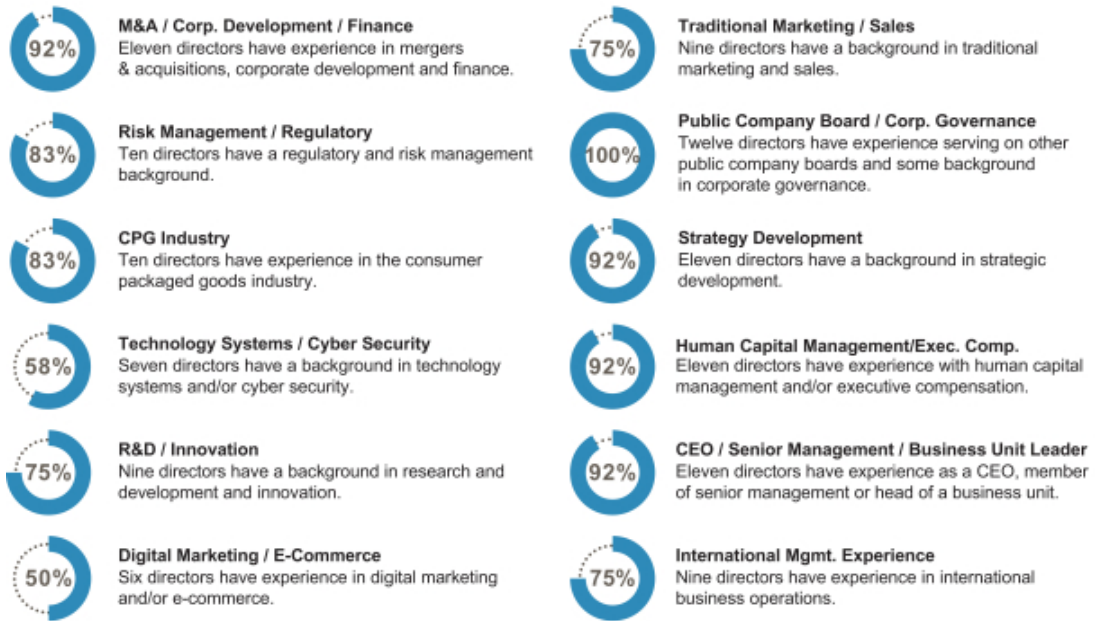 92%
M&A / Corp. Development / Finance
Eleven directors have experience in mergers
& acquisitions, corporate development and finance.
83%
Risk Management / Regulatory
Ten directors have a regulatory and risk management
background.
83%
CPG Industry
Ten directors have experience in the consumer
packaged goods industry.
58%
Technology Systems / Cyber Security
Seven directors have a background in technology
systems and/or cyber security.
75%
R&D / Innovation
Nine directors have a background in research and
development and innovation.
50%
Digital Marketing / E-Commerce
Six directors have experience in digital marketing
and/or e-commerce.
75%
Traditional Marketing / Sales
Nine directors have a background in traditional
marketing and sales.
100%
Public Company Board / Corp. Governance
Twelve directors have experience serving on other
public company boards and some background
in corporate governance.
92%
Strategy Development
Eleven directors have a background in strategic
development.
92%
Human Capital Management/Exec. Comp.
Eleven directors have experience with human capital
management and/or executive compensation.
92%
CEO / Senior Management / Business Unit Leader
Eleven directors have experience as a CEO, member
of senior management or head of a business unit.
75%
International Mgmt. Experience
Nine directors have experience in international
business operations.